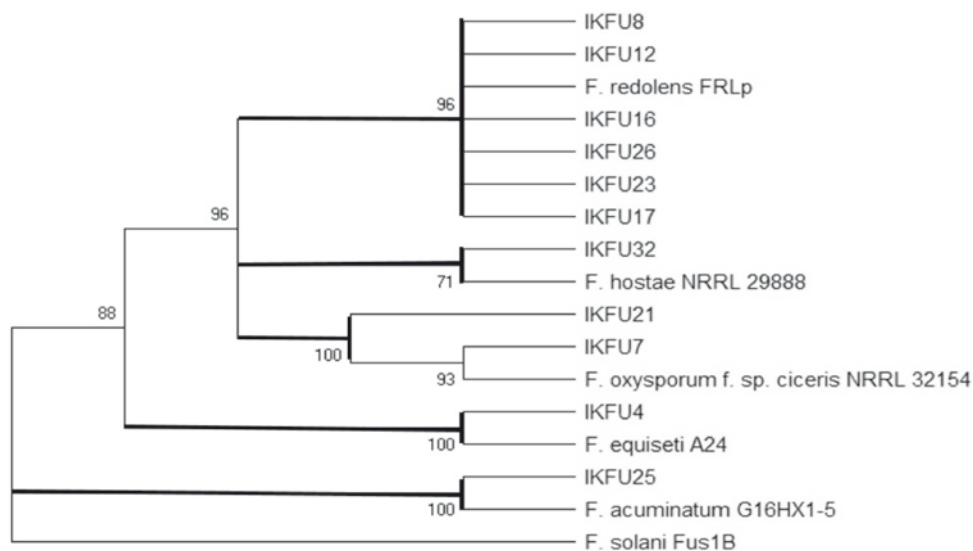 IKFU8
IKFU12
F. redolens FRLp
96
IKFU16
IKFU26
IKFU23
96
IKFU17
IKFU32
71
F. hostae NRRL 29888
88
IKFU21
IKFU7
100
93
F. oxysporum f. sp. ciceris NRRL 32154
IKFU4
100
F. equiseti A24
IKFU25
100
F. acuminatum G16HX1-5
F. solani Fus1B